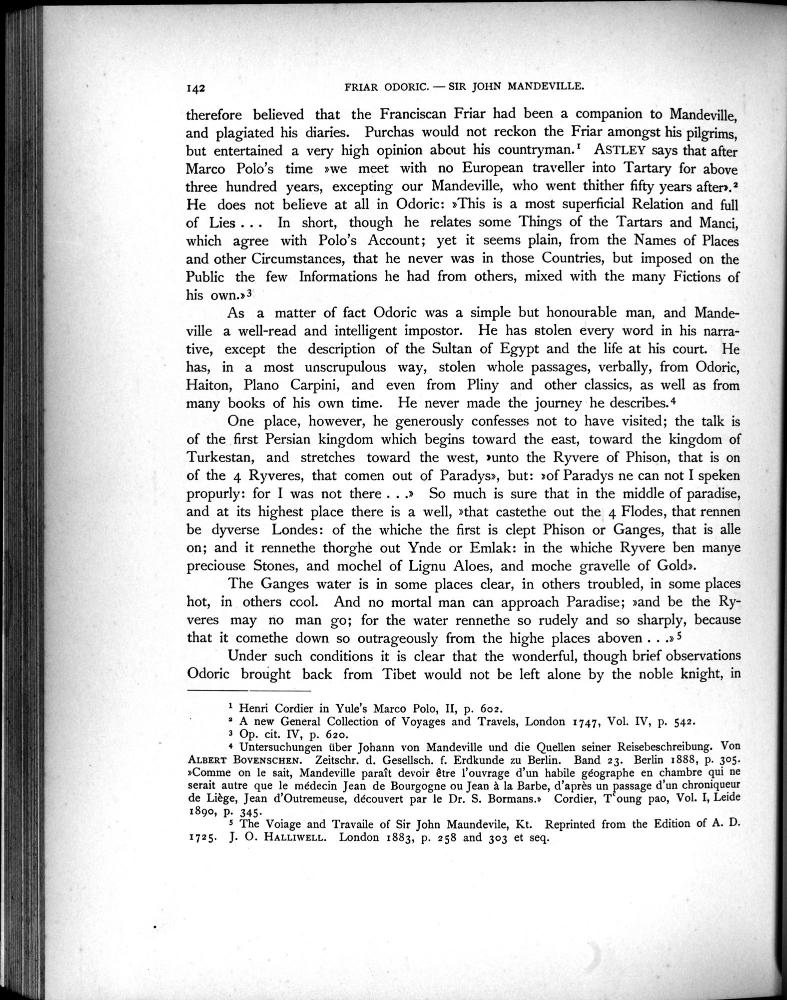 142 FRIAR ODORIC. — SIR JOHN MANDEVILLE.
therefore believed that the Franciscan Friar had been a companion to Mandeville,
and plagiated his diaries. Purchas would not reckon the Friar amongst his pilgrims,
but entertained a very high opinion about his countryman.¹ ASTLEY says that after
Marco Polo's time »we meet with no European traveller into Tartary for above
three hundred years, excepting our Mandeville, who went thither fifty years after».²
He does not believe at all in Odoric: »This is a most superficial Relation and full
of Lies . . . In short, though he relates some Things of the Tartars and Manci,
which agree with Polo's Account; yet it seems plain, from the Names of Places
and other Circumstances, that he never was in those Countries, but imposed on the
Public the few Informations he had from others, mixed with the many Fictions of
his own.»³
As a matter of fact Odoric was a simple but honourable man, and Mande-
ville a well-read and intelligent impostor. He has stolen every word in his narra-
tive, except the description of the Sultan of Egypt and the life at his court. He
has, in a most unscrupulous way, stolen whole passages, verbally, from Odoric,
Haiton, Plano Carpini, and even from Pliny and other classics, as well as from
many books of his own time. He never made the journey he describes.⁴
One place, however, he generously confesses not to have visited; the talk is
of the first Persian kingdom which begins toward the east, toward the kingdom of
Turkestan, and stretches toward the west, »unto the Ryvere of Phison, that is on
of the 4 Ryveres, that comen out of Paradys», but: »of Paradys ne can not I speken
propurly: for I was not there . . .» So much is sure that in the middle of paradise,
and at its highest place there is a well, »that castethe out the 4 Flodes, that rennen
be dyverse Londes: of the whiche the first is clept Phison or Ganges, that is alle
on; and it rennethe thorghe out Ynde or Emlak: in the whiche Ryvere ben manye
preciouse Stones, and mochel of Lignu Aloes, and moche gravelle of Gold».
The Ganges water is in some places clear, in others troubled, in some places
hot, in others cool. And no mortal man can approach Paradise; »and be the Ry-
veres may no man go; for the water rennethe so rudely and so sharply, because
that it comethe down so outrageously from the highe places aboven . . .»⁵
Under such conditions it is clear that the wonderful, though brief observations
Odoric brought back from Tibet would not be left alone by the noble knight, in
¹ Henri Cordier in Yule's Marco Polo, II, p. 602.
² A new General Collection of Voyages and Travels, London 1747, Vol. IV, p. 542.
³ Op. cit. IV, p. 620.
⁴ Untersuchungen über Johann von Mandeville und die Quellen seiner Reisebeschreibung. Von
ALBERT BOVENSCHEN. Zeitschr. d. Gesellsch. f. Erdkunde zu Berlin. Band 23. Berlin 1888, p. 305.
»Comme on le sait, Mandeville paraît devoir être l'ouvrage d'un habile géographe en chambre qui ne
serait autre que le médecin Jean de Bourgogne ou Jean à la Barbe, d'après un passage d'un chroniqueur
de Liège, Jean d'Outremeuse, découvert par le Dr. S. Bormans.» Cordier, T'oung pao, Vol. I, Leide
1890, p. 345.
⁵ The Voiage and Travaile of Sir John Maundevile, Kt. Reprinted from the Edition of A. D.
1725. J. O. HALLIWELL. London 1883, p. 258 and 303 et seq.